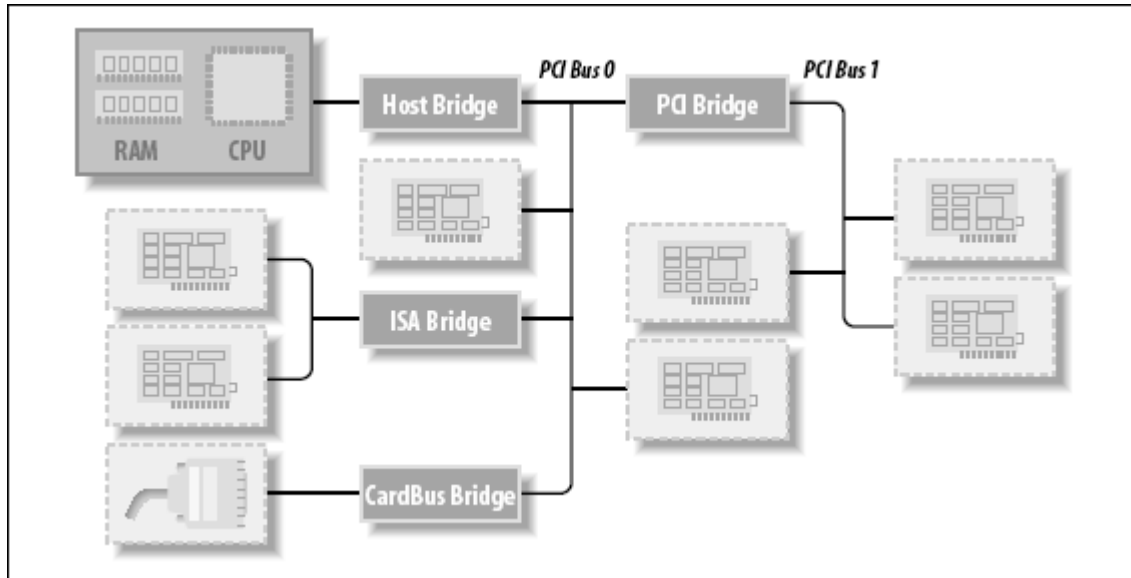 PCI Bus 0
PCI Bus 1
Host Bridge
PCI Bridge
RAM
CPU
ISA Bridge
CardBus Bridge